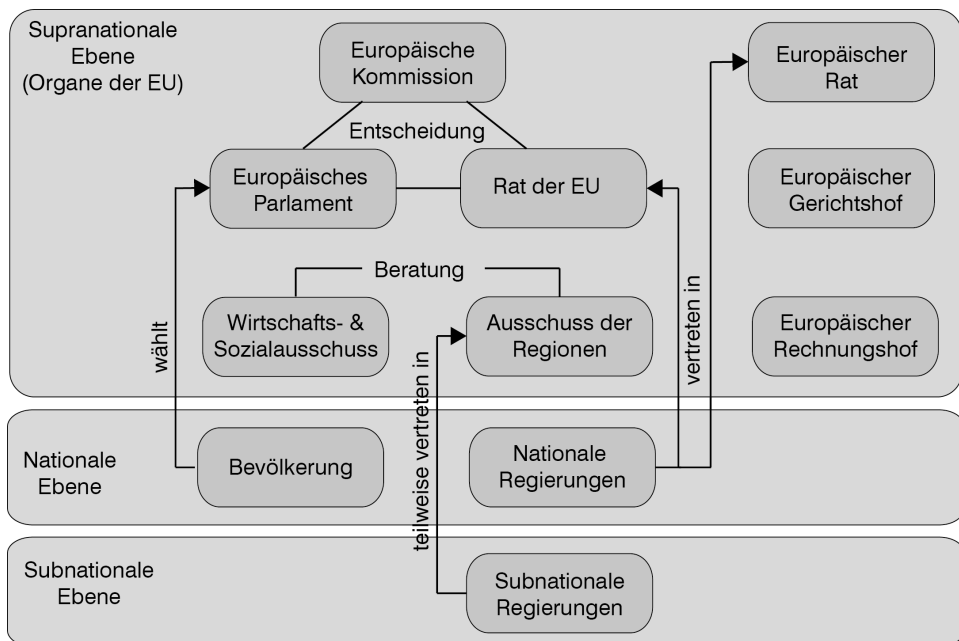 Supranationale
Ebene
(Organe der EU)
Europäische
Kommission
Europäischer
Rat
Entscheidung
Europäisches
Parlament
Rat der EU
Europäischer
Gerichtshof
Beratung
Wirtschafts- &
Sozialausschuss
Ausschuss der
Regionen
Europäischer
Rechnungshof
wählt
teilweise vertreten in
vertreten in
Nationale
Ebene
Bevölkerung
Nationale
Regierungen
Subnationale
Ebene
Subnationale
Regierungen